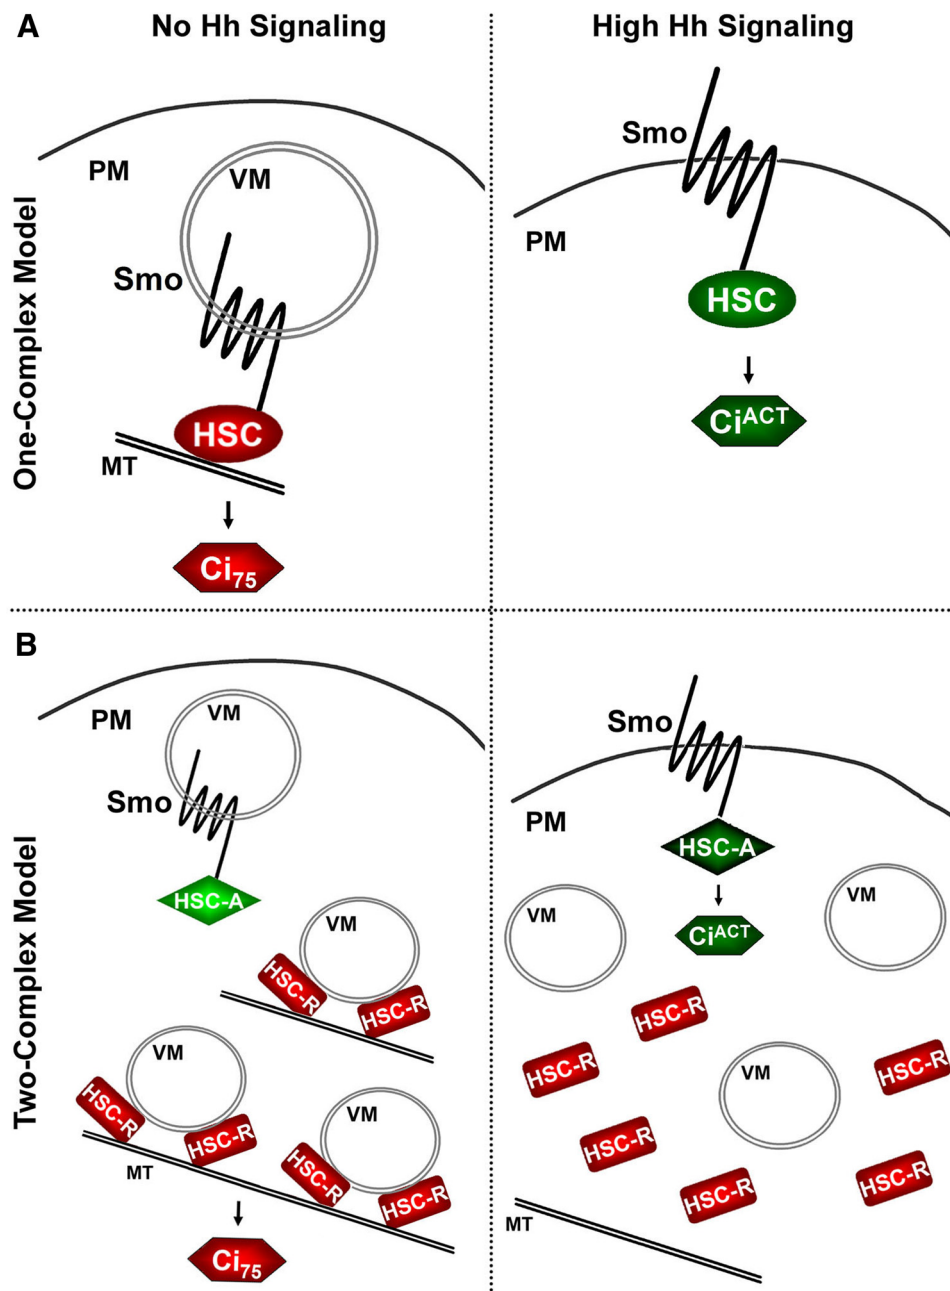 A
No Hh Signaling
High Hh Signaling
One-Complex Model
PM
VM
Smo
HSC
MT
Ci75
Smo
PM
HSC
CiACT
B
Two-Complex Model
PM
VM
Smo
HSC-A
VM
HSC-R
HSC-R
VM
HSC-R
HSC-R
VM
HSC-R
HSC-R
MT
Ci75
Smo
PM
HSC-A
CiACT
VM
VM
HSC-R
HSC-R
VM
HSC-R
HSC-R
HSC-R
HSC-R
MT